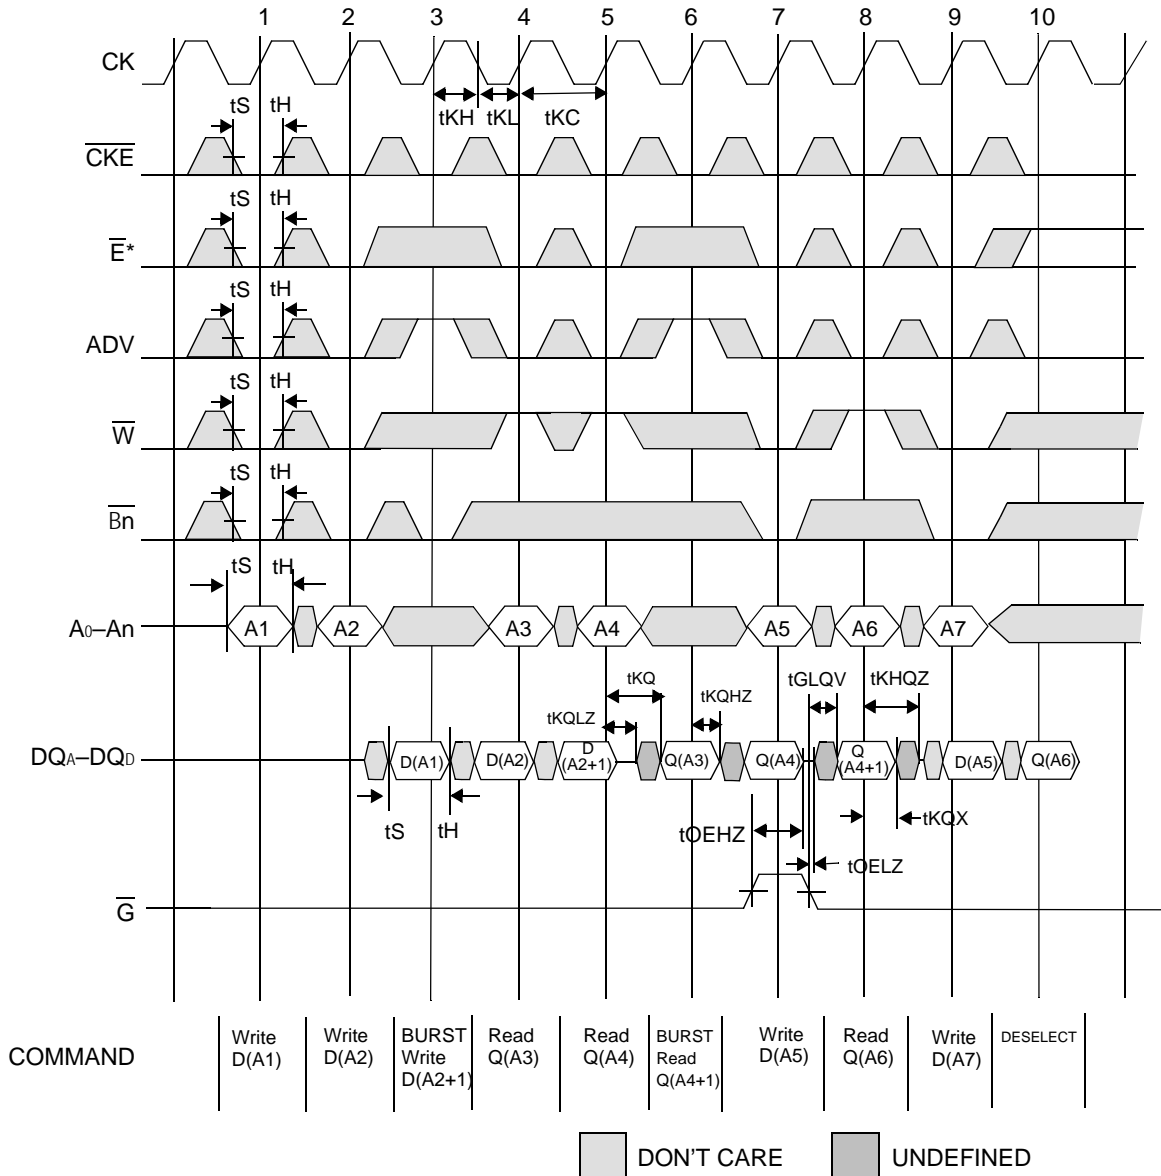 1 2 3 4 5 6 7 8 9 10
CK
tKH tKL tKC
tS tH
CKE
tS tH
E*
tS tH
ADV
tS tH
W
tS tH
Bn
tS tH
A0–An A1 A2 A3 A4 A5 A6 A7
tKQ tGLQV tKHQZ
tKQLZ tKQHZ
DQA–DQD D(A1) D(A2) D (A2+1) Q(A3) Q(A4) Q (A4+1) D(A5) Q(A6)
tS tH tOEHZ tKQX
tOELZ
G
COMMAND
Write D(A1)
Write D(A2)
BURST Write D(A2+1)
Read Q(A3)
Read Q(A4)
BURST Read Q(A4+1)
Write D(A5)
Read Q(A6)
Write D(A7)
DESELECT
DON'T CARE UNDEFINED